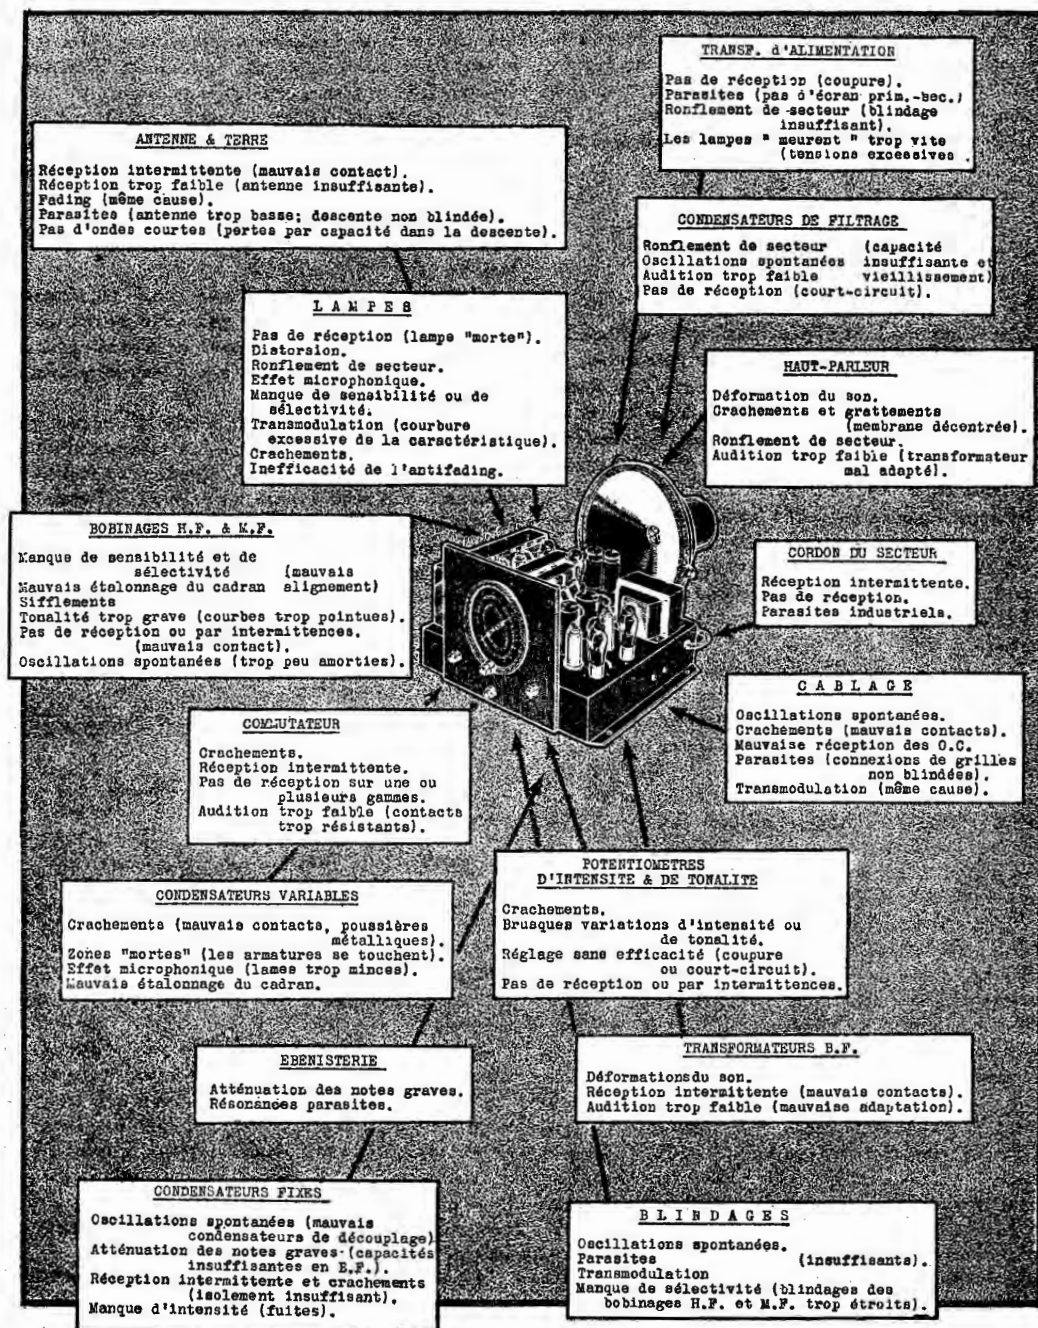 TRANSF. d'ALIMENTATION
Pas de réception (coupure).
Parasites (pas d'écran prim.-sec.)
Ronflement de secteur (blindage
insuffisant).
Les lampes " meurent " trop vite
(tensions excessives .
ANTENNE & TERRE
Réception intermittente (mauvais contact).
Réception trop faible (antenne insuffisante).
Fading (même cause).
Parasites (antenne trop basse; descente non blindée).
Pas d'ondes courtes (pertes par capacité dans la descente).
CONDENSATEURS DE FILTRAGE
Ronflement de secteur (capacité
Oscillations spontanées insuffisante et
Audition trop faible vieillissement)
Pas de réception (court-circuit).
LAMPES
Pas de réception (lampe "morte").
Distorsion.
Ronflement de secteur.
Effet microphonique.
Manque de sensibilité ou de
sélectivité.
Transmodulation (courbure
excessive de la caractéristique).
Crachements.
Inefficacité de l'antifading.
HAUT-PARLEUR
Déformation du son.
Crachements et grattements
(membrane décentrée).
Ronflement de secteur.
Audition trop faible (transformateur
mal adapté).
BOBINAGES H.F. & M.F.
Manque de sensibilité et de
sélectivité (mauvais
Mauvais étalonnage du cadran alignement)
Sifflements
Tonalité trop grave (courbes trop pointues).
Pas de réception ou par intermittences.
(mauvais contact).
Oscillations spontanées (trop peu amorties).
CORDON DU SECTEUR
Réception intermittente.
Pas de réception.
Parasites industriels.
CABLAGE
Oscillations spontanées.
Crachements (mauvais contacts).
Mauvaise réception des O.C.
Parasites (connexions de grilles
non blindées).
Transmodulation (même cause).
COMMUTATEUR
Crachements.
Réception intermittente.
Pas de réception sur une ou
plusieurs gammes.
Audition trop faible (contacts
trop résistants).
POTENTIOMETRES
D'INTENSITE & DE TONALITE
Crachements.
Brusques variations d'intensité ou
de tonalité.
Réglage sans efficacité (coupure
ou court-circuit).
Pas de réception ou par intermittences.
CONDENSATEURS VARIABLES
Crachements (mauvais contacts, poussières
métalliques).
Zones "mortes" (les armatures se touchent).
Effet microphonique (lames trop minces).
Mauvais étalonnage du cadran.
EBENISTERIE
Atténuation des notes graves.
Résonances parasites.
TRANSFORMATEURS B.F.
Déformationsdu son.
Réception intermittente (mauvais contacts).
Audition trop faible (mauvaise adaptation).
CONDENSATEURS FIXES
Oscillations spontanées (mauvais
condensateurs de découplage)
Atténuation des notes graves (capacités
insuffisantes en B.F.).
Réception intermittente et crachements
(isolement insuffisant).
Manque d'intensité (fuites).
BLINDAGES
Oscillations spontanées.
Parasites (insuffisants).
Transmodulation
Manque de sélectivité (blindages des
bobinages H.F. et M.F. trop étroits).